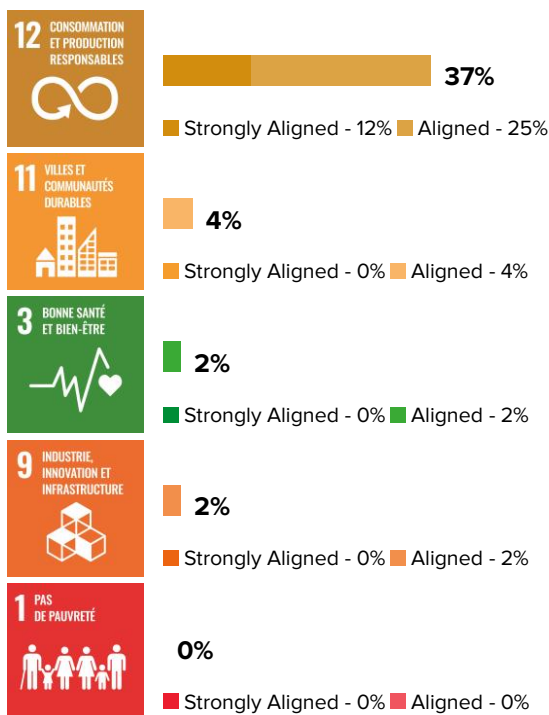 12 CONSOMMATION
ET PRODUCTION
RESPONSABLES
37%
Strongly Aligned - 12% Aligned - 25%
11 VILLES ET
COMMUNAUTÉS
DURABLES
4%
Strongly Aligned - 0% Aligned - 4%
3 BONNE SANTÉ
ET BIEN-ÊTRE
2%
Strongly Aligned - 0% Aligned - 2%
9 INDUSTRIE,
INNOVATION ET
INFRASTRUCTURE
2%
Strongly Aligned - 0% Aligned - 2%
1 PAS
DE PAUVRETÉ
0%
Strongly Aligned - 0% Aligned - 0%